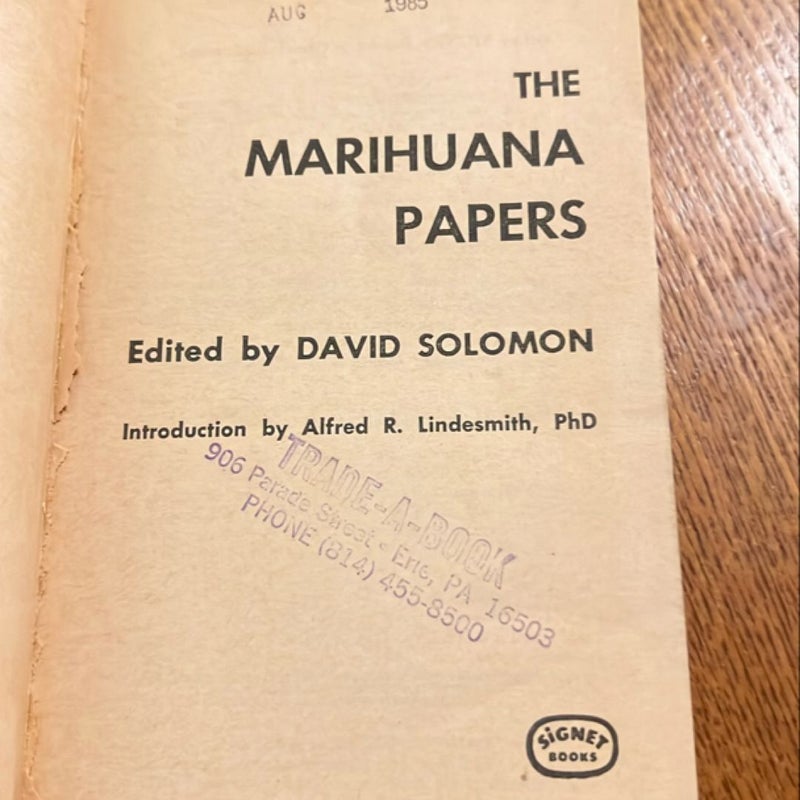 AUG 1985
THE
MARIHUANA
PAPERS
Edited by DAVID SOLOMON
Introduction by Alfred R. Lindesmith, PhD
TRADE-A-BOOK
906 Parade Street - Erie, PA 16503
PHONE (814) 455-8500
SiGNET
BOOKS